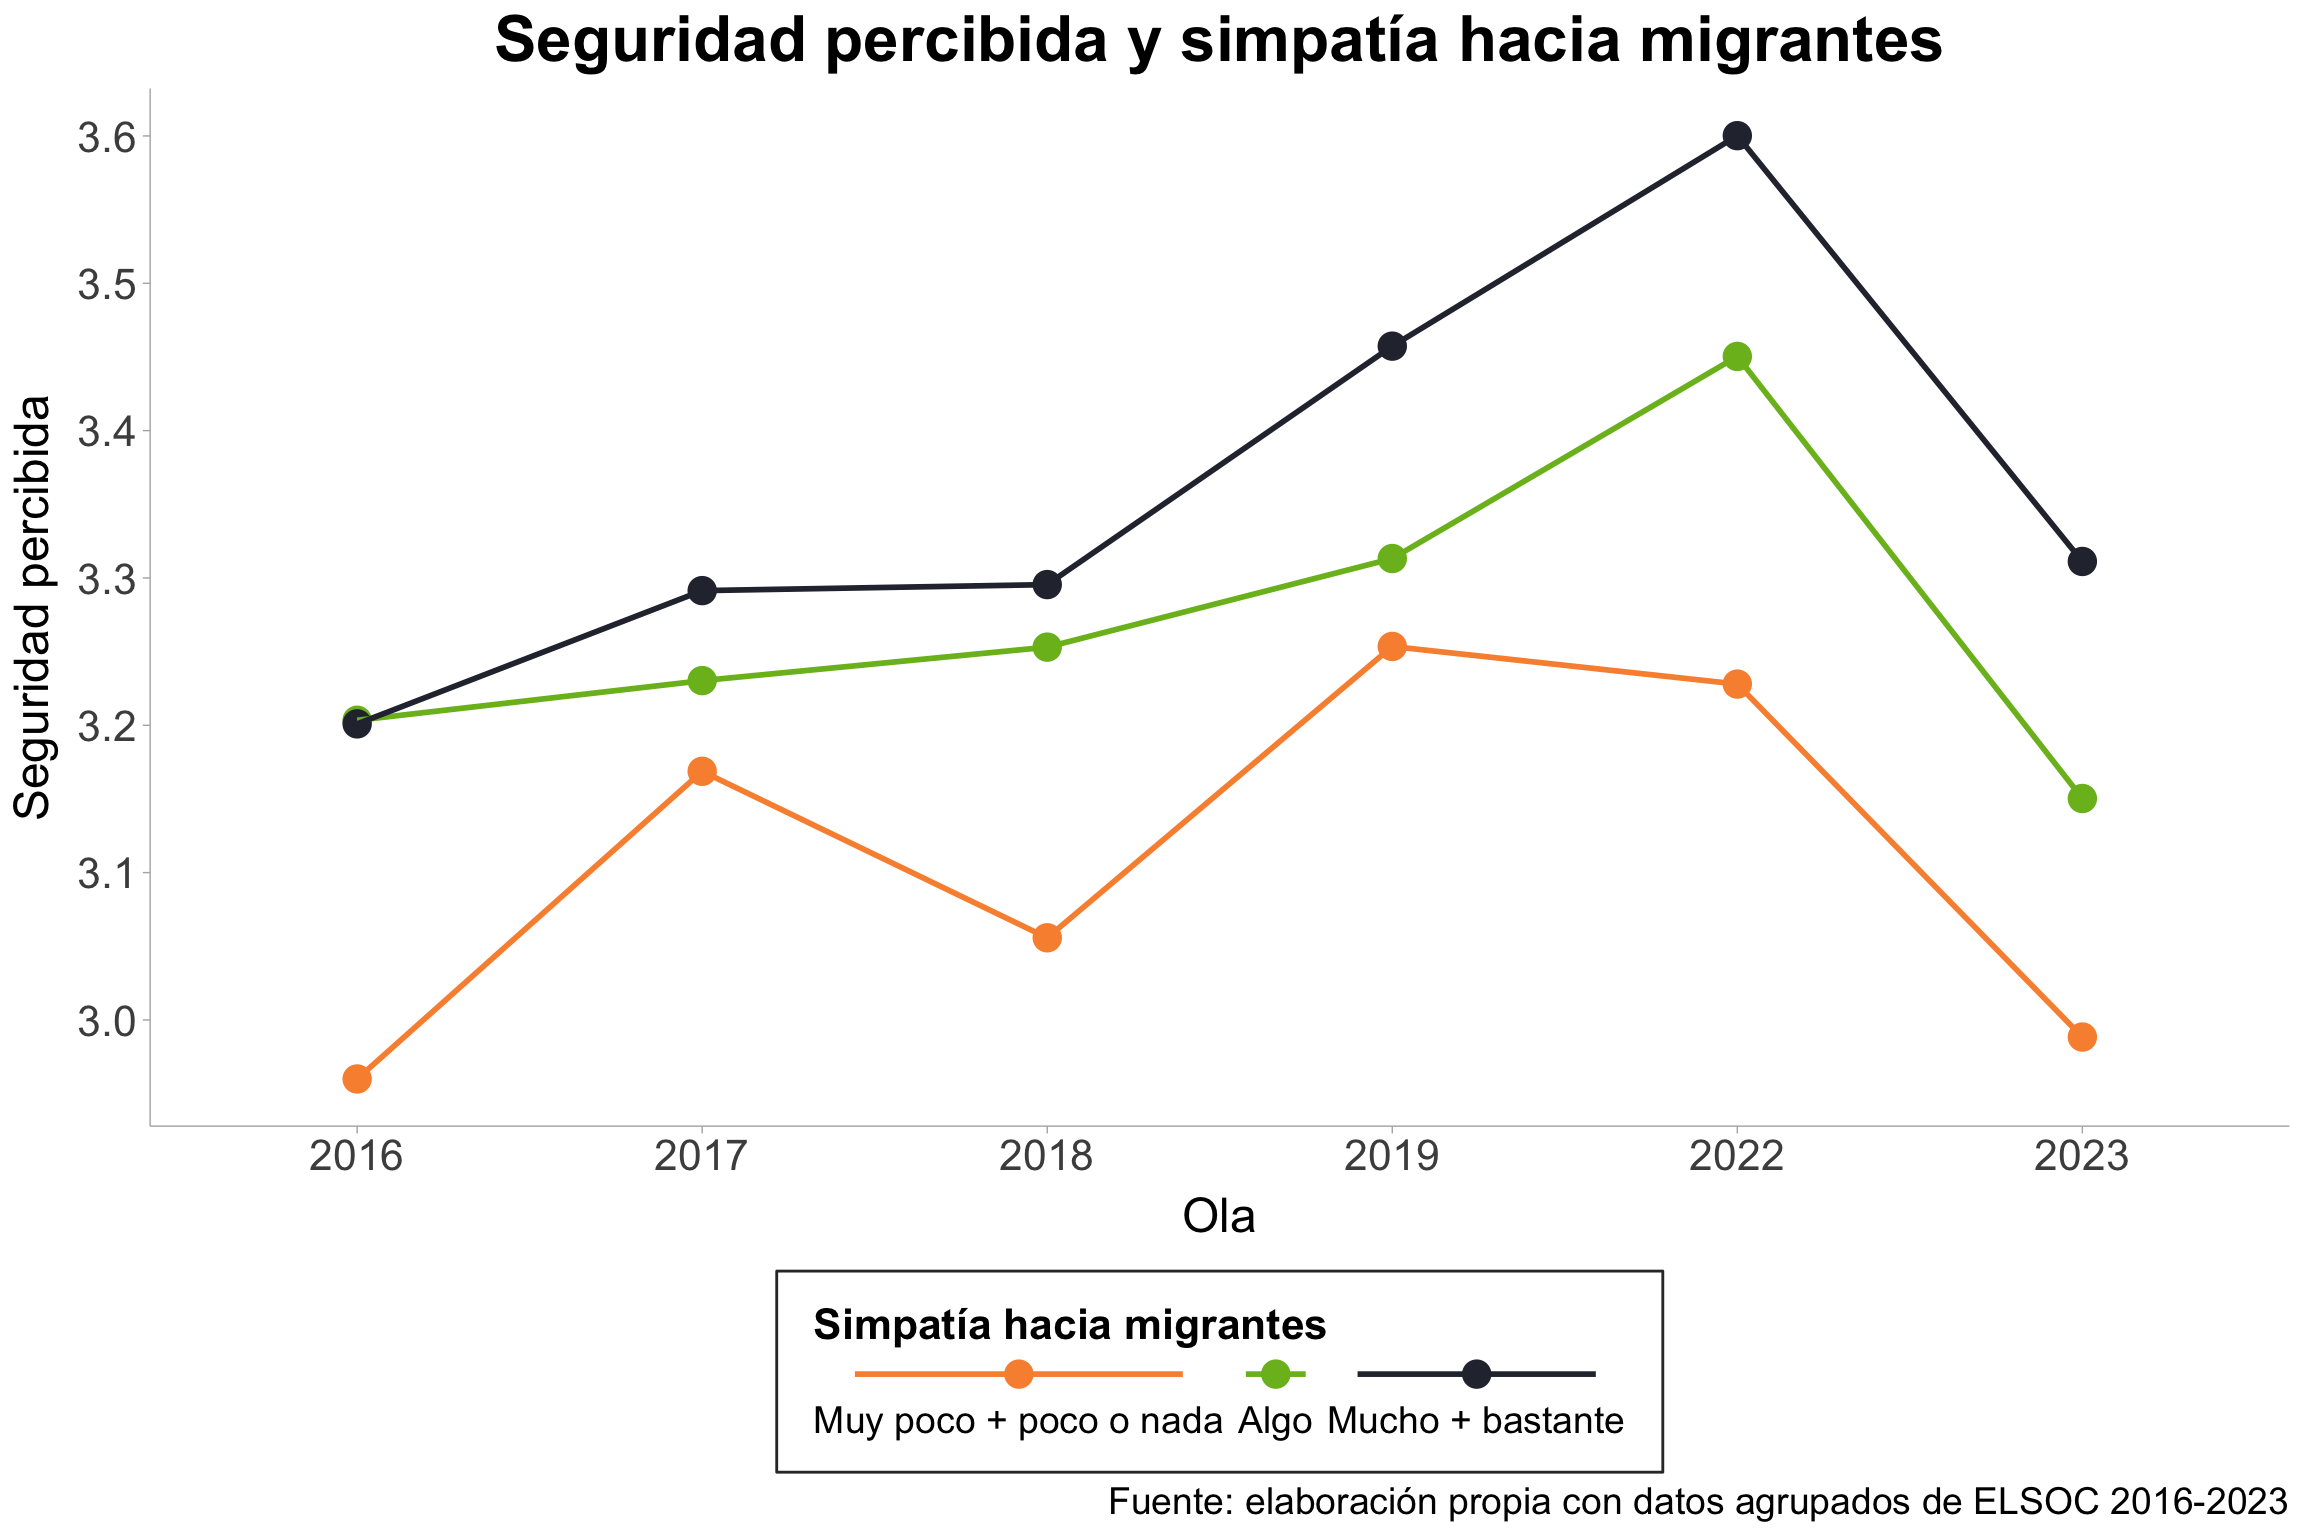 Seguridad percibida y simpatía hacia migrantes
Seguridad percibida
3.6
3.5
3.4
3.3
3.2
3.1
3.0
2016 2017 2018 2019 2022 2023
Ola
Simpatía hacia migrantes
Muy poco + poco o nada Algo Mucho + bastante
Fuente: elaboración propia con datos agrupados de ELSOC 2016-2023